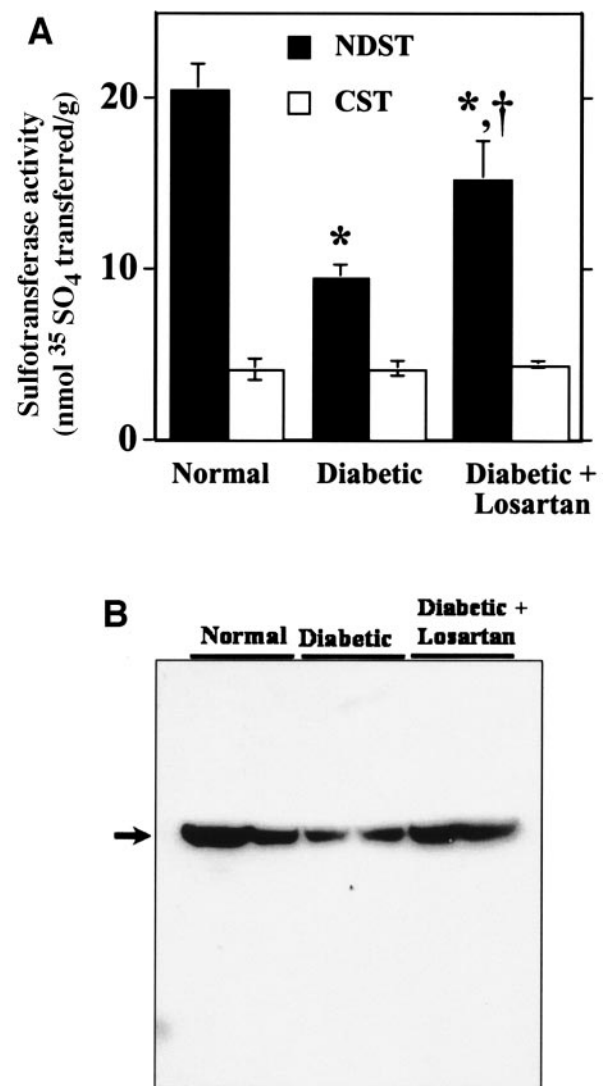 A
NDST
CST
*
*,†
Sulfotransferase activity
(nmol ³⁵ SO₄ transferred/g)
20
10
0
Normal
Diabetic
Diabetic +
Losartan
B
Normal
Diabetic
Diabetic +
Losartan